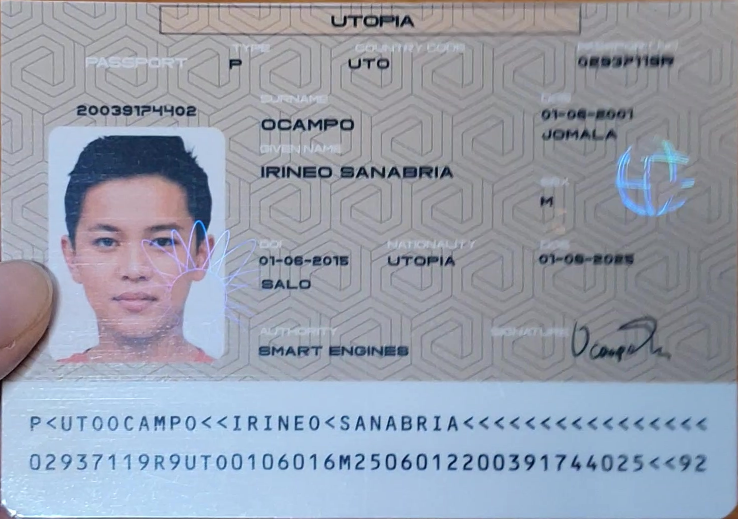 UTOPIA
PASSPORT TYPE COUNTRY CODE PASSPORT NO
P UTO 02937119R
20039174402
SURNAME DOB
OCAMPO 01-06-2001
JOMALA
GIVEN NAME
IRINEO SANABRIA
SEX
M
DOI NATIONALITY DOE
01-06-2015 UTOPIA 01-06-2025
SALO
AUTHORITY SIGNATURE
SMART ENGINES
P<UTOOCAMPO<<IRINEO<SANABRIA<<<<<<<<<<<<<<<<
02937119R9UTO0106016M2506012200391744025<<92